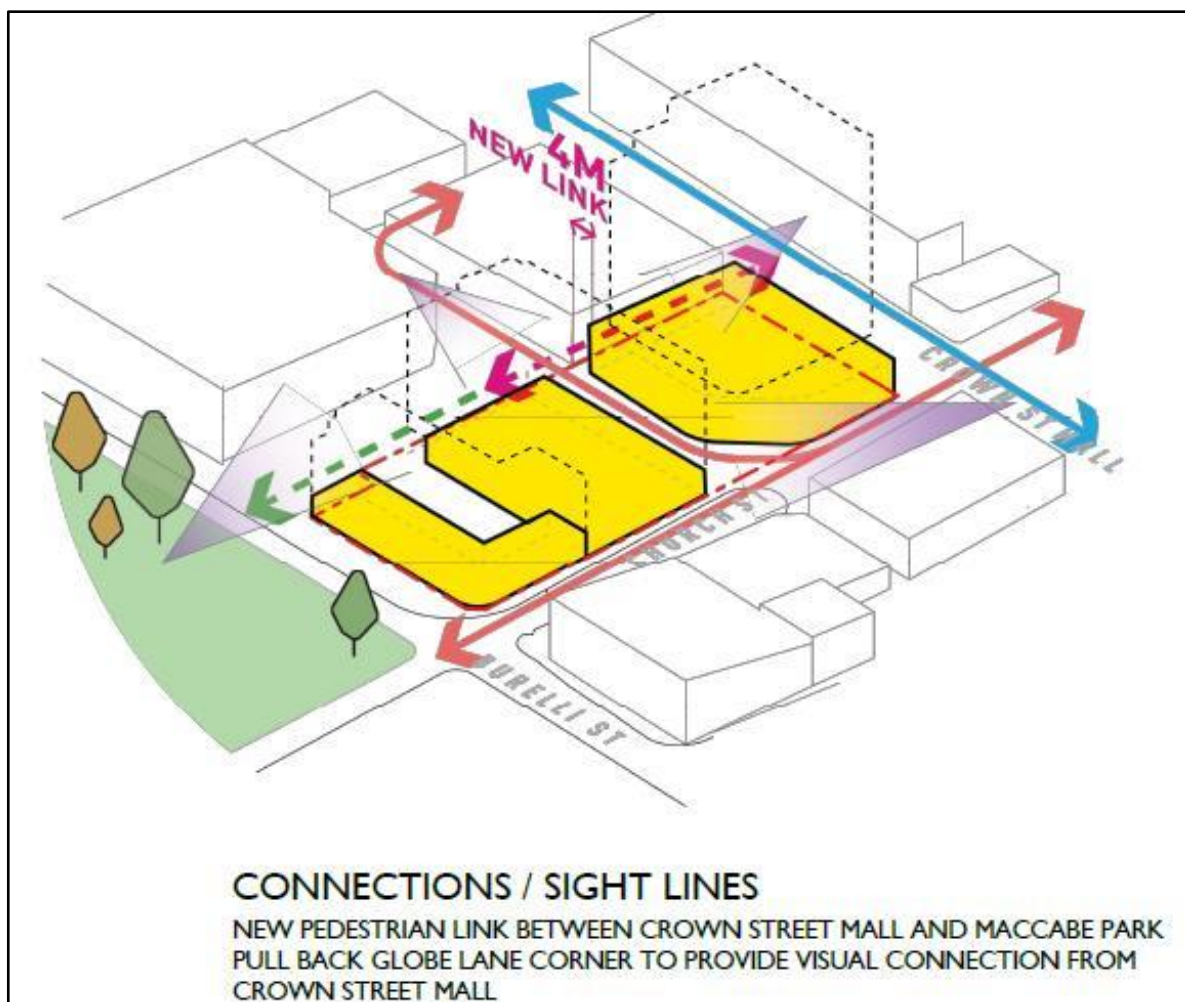 4M
NEW LINK
CROWN ST MALL
CHURCH ST
BURELLI ST
CONNECTIONS / SIGHT LINES
NEW PEDESTRIAN LINK BETWEEN CROWN STREET MALL AND MACCABE PARK
PULL BACK GLOBE LANE CORNER TO PROVIDE VISUAL CONNECTION FROM
CROWN STREET MALL